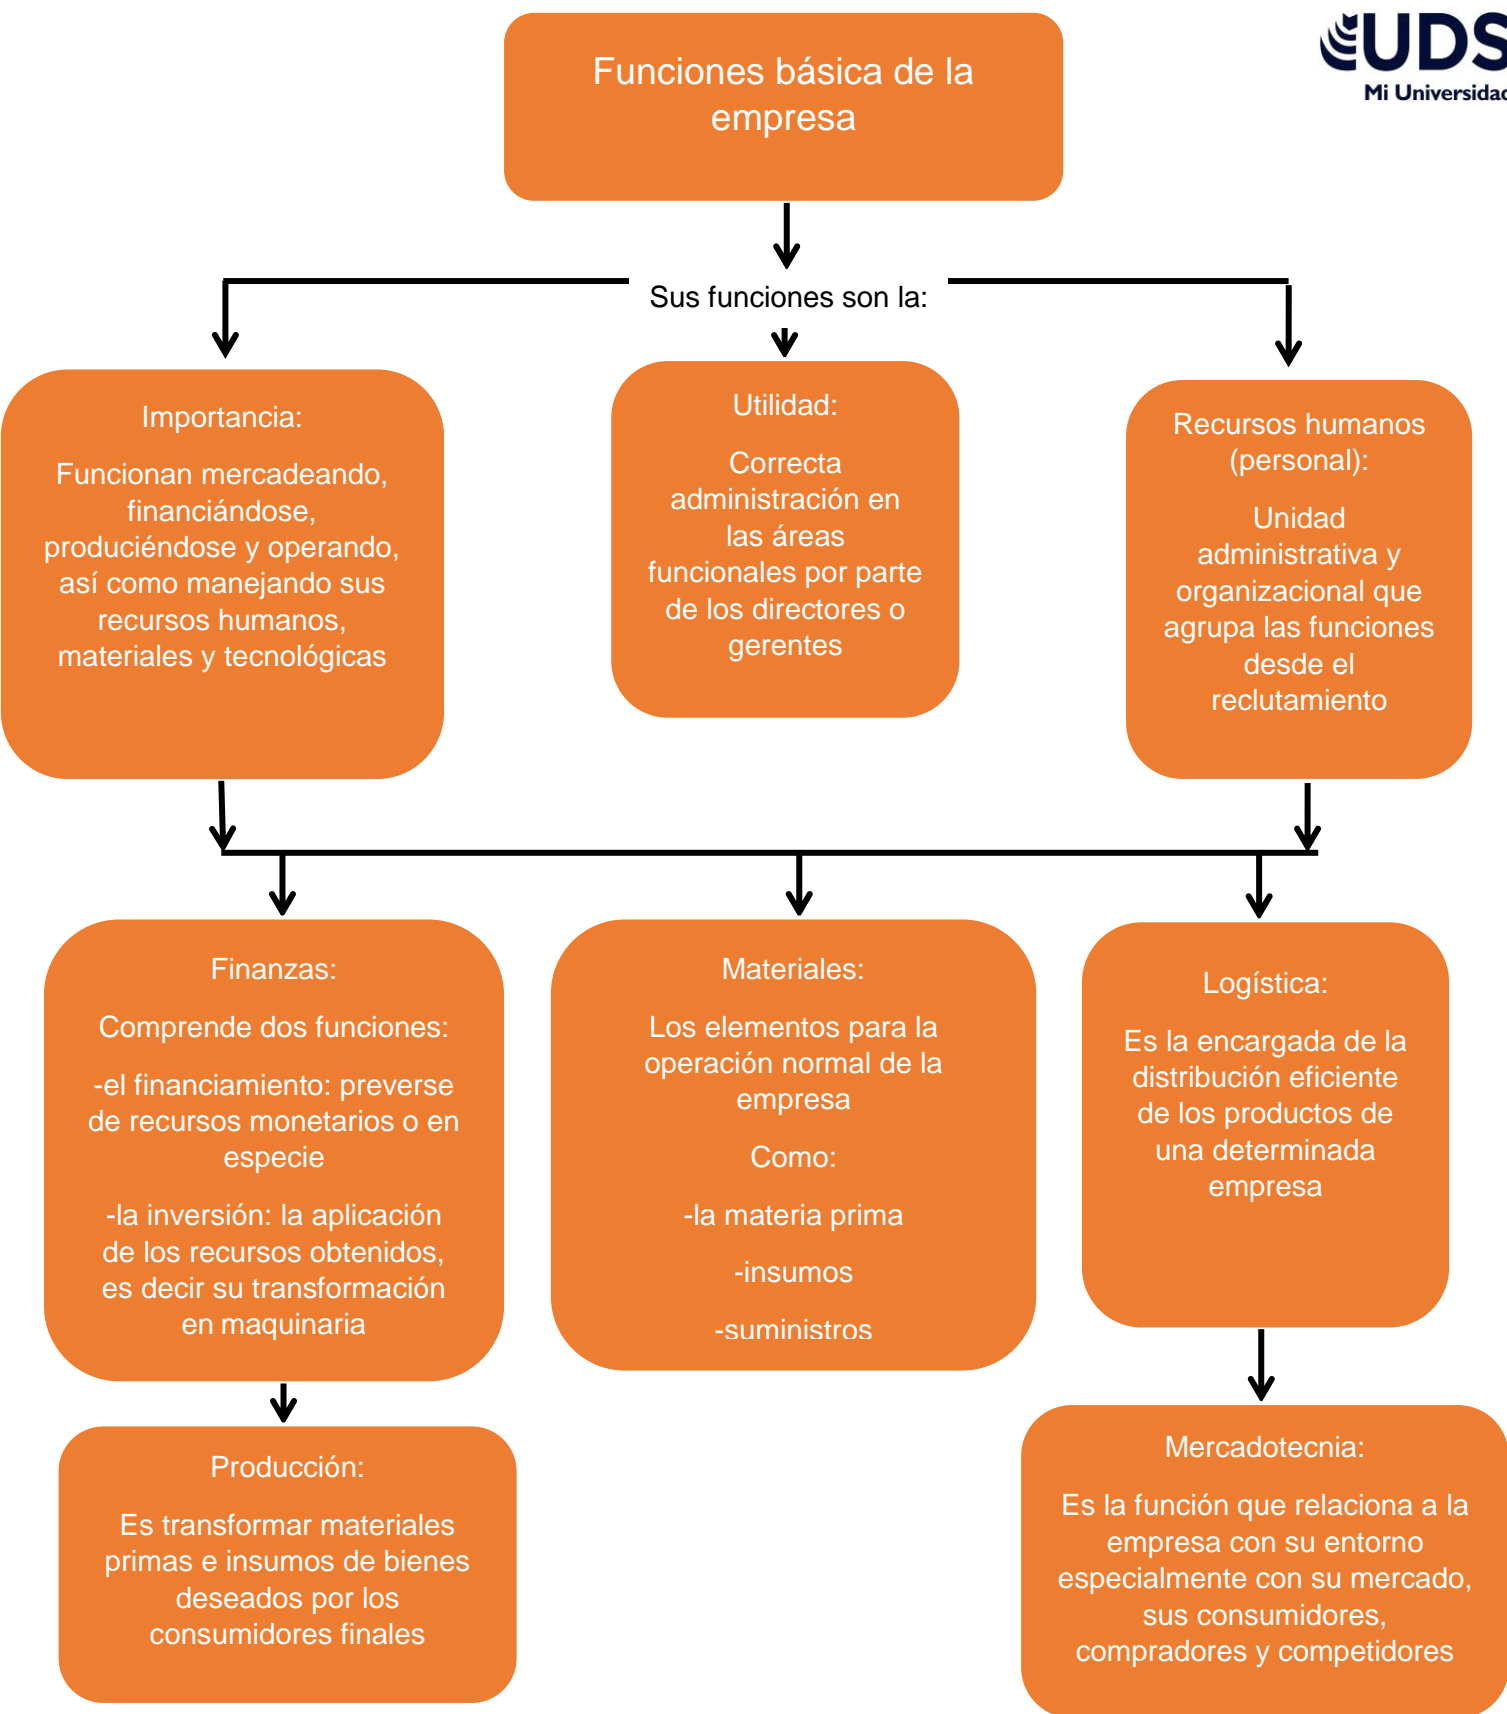 Funciones básica de la
empresa
UDS
Mi Universidad
Sus funciones son la:
Importancia:
Funcionan mercadeando,
financiándose,
produciéndose y operando,
así como manejando sus
recursos humanos,
materiales y tecnológicas
Utilidad:
Correcta
administración en
las áreas
funcionales por parte
de los directores o
gerentes
Recursos humanos
(personal):
Unidad
administrativa y
organizacional que
agrupa las funciones
desde el
reclutamiento
Finanzas:
Comprende dos funciones:
-el financiamiento: preverse
de recursos monetarios o en
especie
-la inversión: la aplicación
de los recursos obtenidos,
es decir su transformación
en maquinaria
Materiales:
Los elementos para la
operación normal de la
empresa
Como:
-la materia prima
-insumos
-suministros
Logística:
Es la encargada de la
distribución eficiente
de los productos de
una determinada
empresa
Producción:
Es transformar materiales
primas e insumos de bienes
deseados por los
consumidores finales
Mercadotecnia:
Es la función que relaciona a la
empresa con su entorno
especialmente con su mercado,
sus consumidores,
compradores y competidores